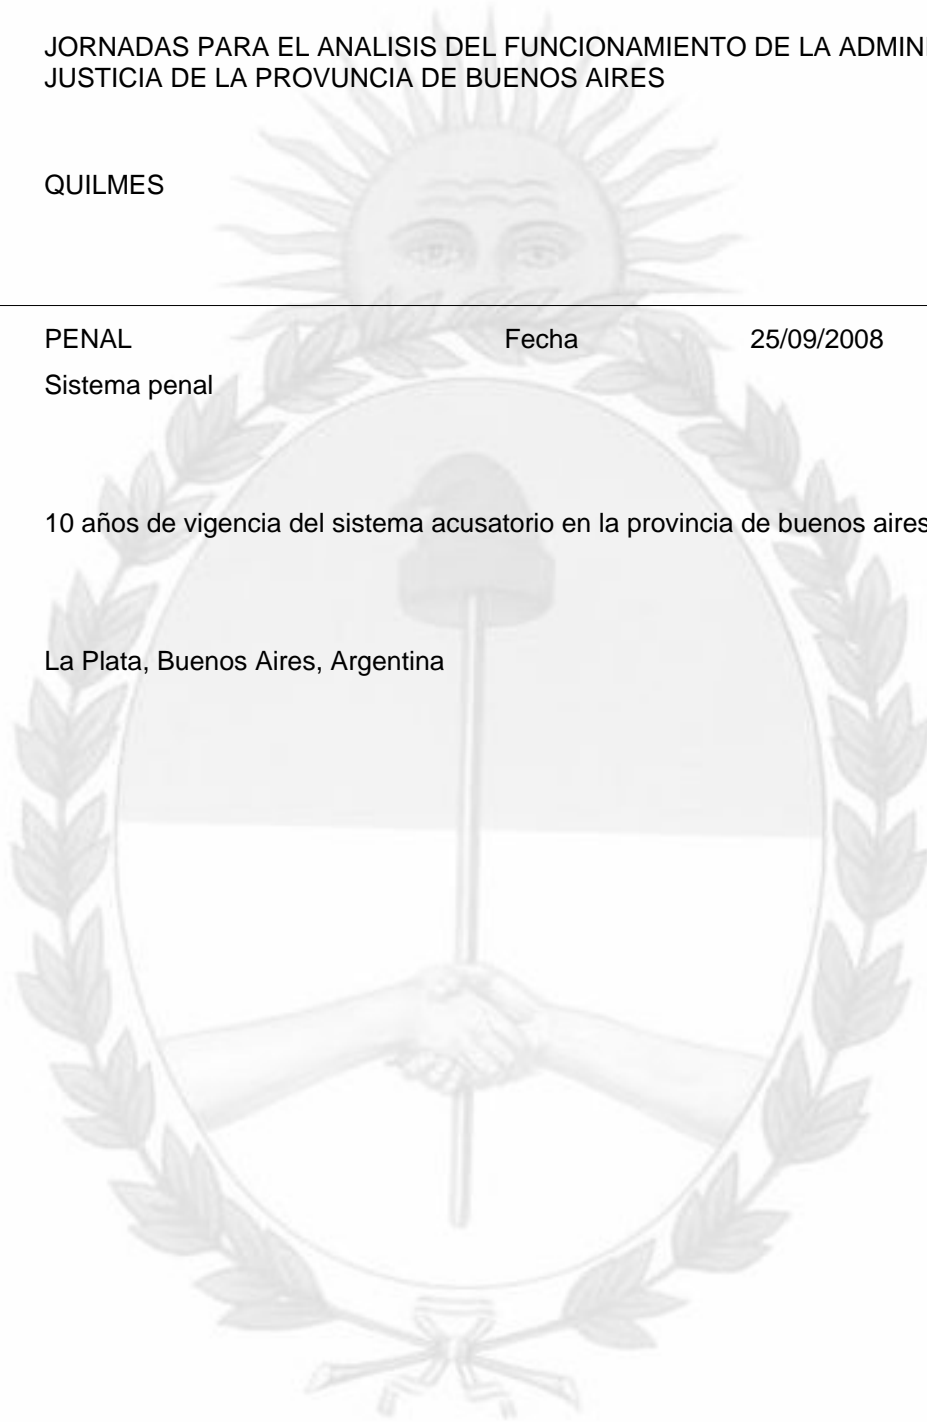 JORNADAS PARA EL ANALISIS DEL FUNCIONAMIENTO DE LA ADMINI
JUSTICIA DE LA PROVUNCIA DE BUENOS AIRES
QUILMES
PENAL Fecha 25/09/2008
Sistema penal
10 años de vigencia del sistema acusatorio en la provincia de buenos aires
La Plata, Buenos Aires, Argentina